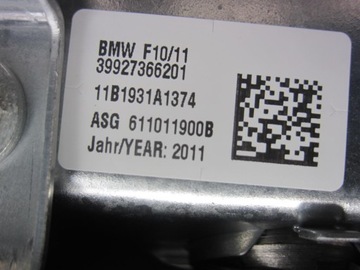 BMW F10/11
39927366201
11B1931A1374
ASG 611011900B
Jahr/YEAR: 2011